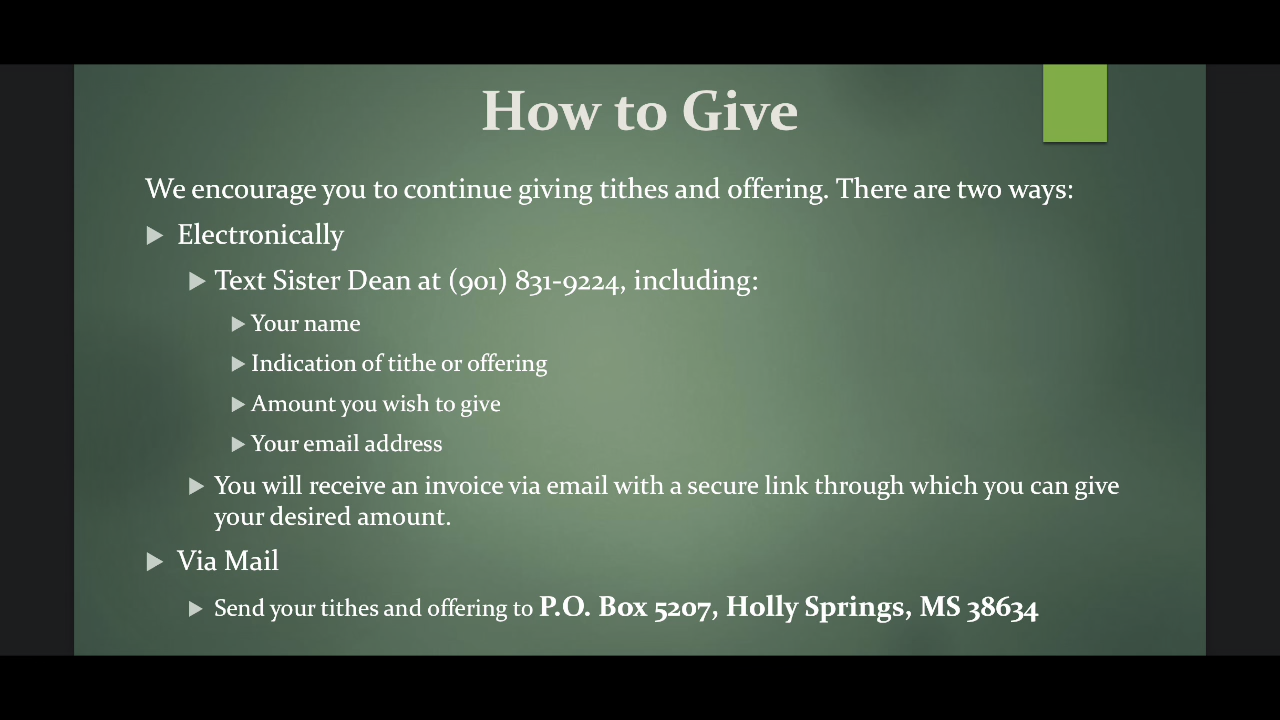 How to Give
We encourage you to continue giving tithes and offering. There are two ways:
Electronically
Text Sister Dean at (901) 831-9224, including:
Your name
Indication of tithe or offering
Amount you wish to give
Your email address
You will receive an invoice via email with a secure link through which you can give
your desired amount.
Via Mail
Send your tithes and offering to P.O. Box 5207, Holly Springs, MS 38634